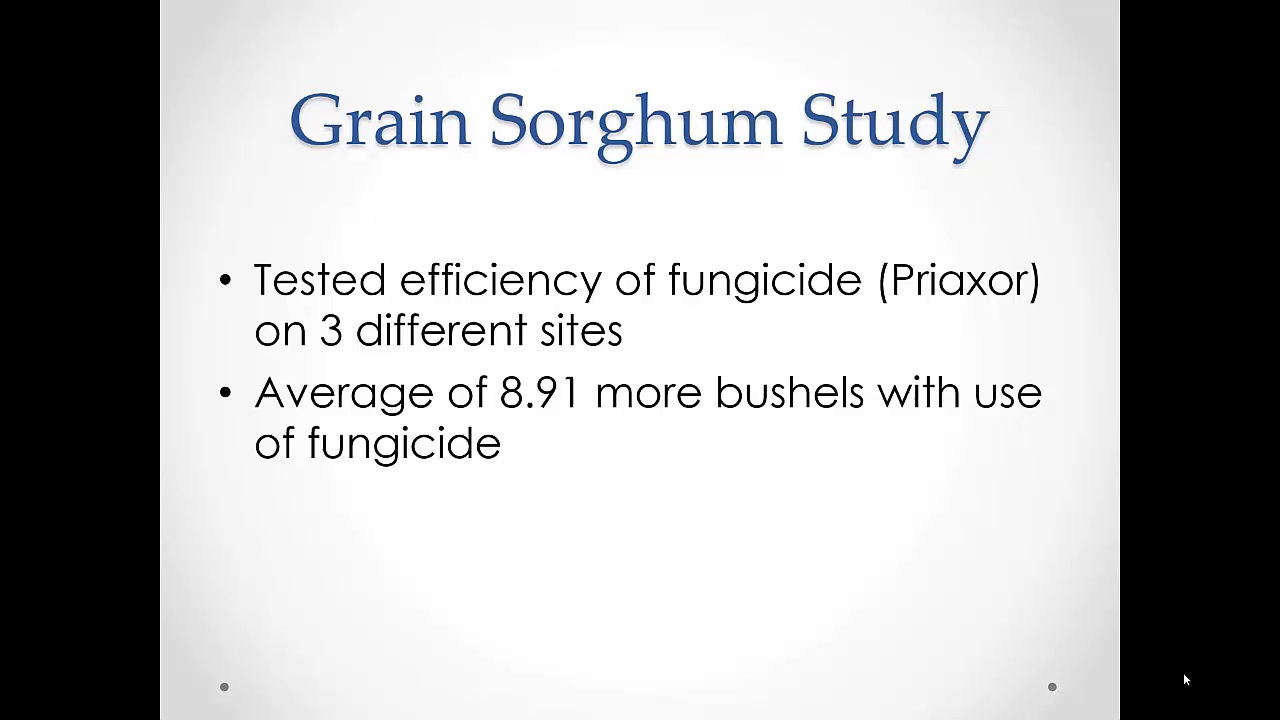 Grain Sorghum Study
• Tested efficiency of fungicide (Priaxor)
on 3 different sites
• Average of 8.91 more bushels with use
of fungicide